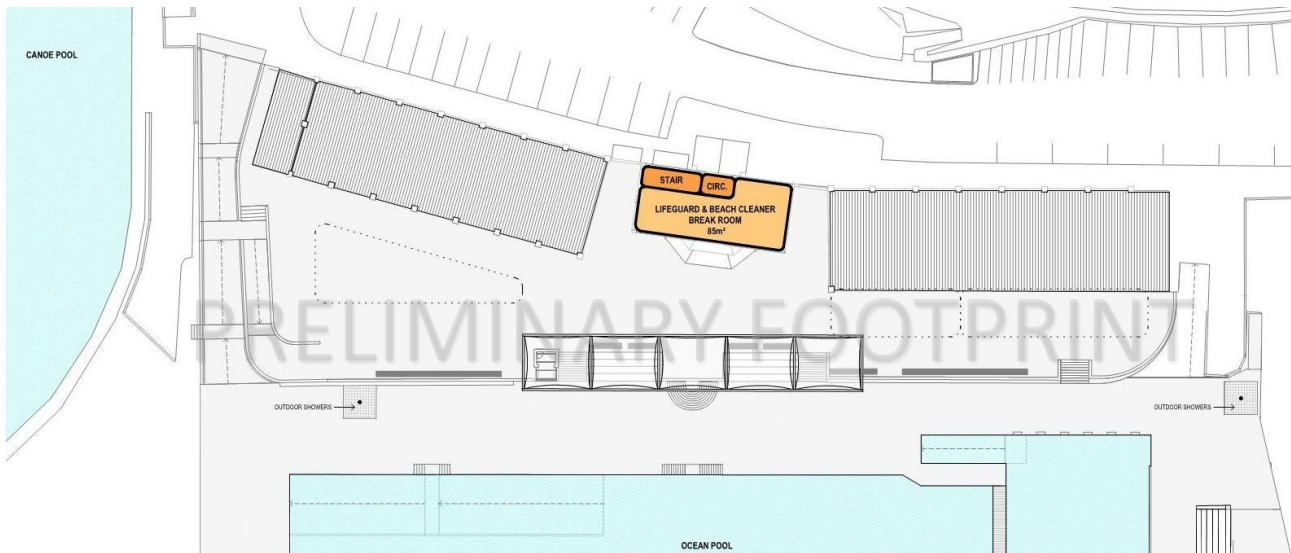 CANOE POOL
STAIR
CIRC.
LIFEGUARD & BEACH CLEANER
BREAK ROOM
85m²
PRELIMINARY FOOTPRINT
OUTDOOR SHOWERS
OUTDOOR SHOWERS
OCEAN POOL